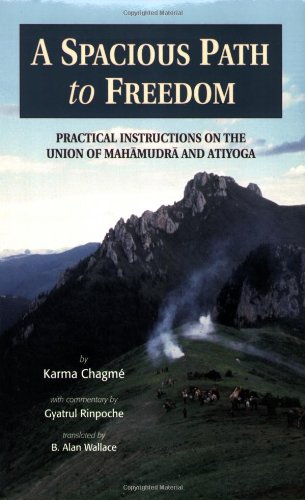 A SPACIOUS PATH
to FREEDOM
PRACTICAL INSTRUCTIONS ON THE
UNION OF MAHĀMUDRĀ AND ATIYOGA
by
Karma Chagmé
with commentary by
Gyatrul Rinpoche
translated by
B. Alan Wallace